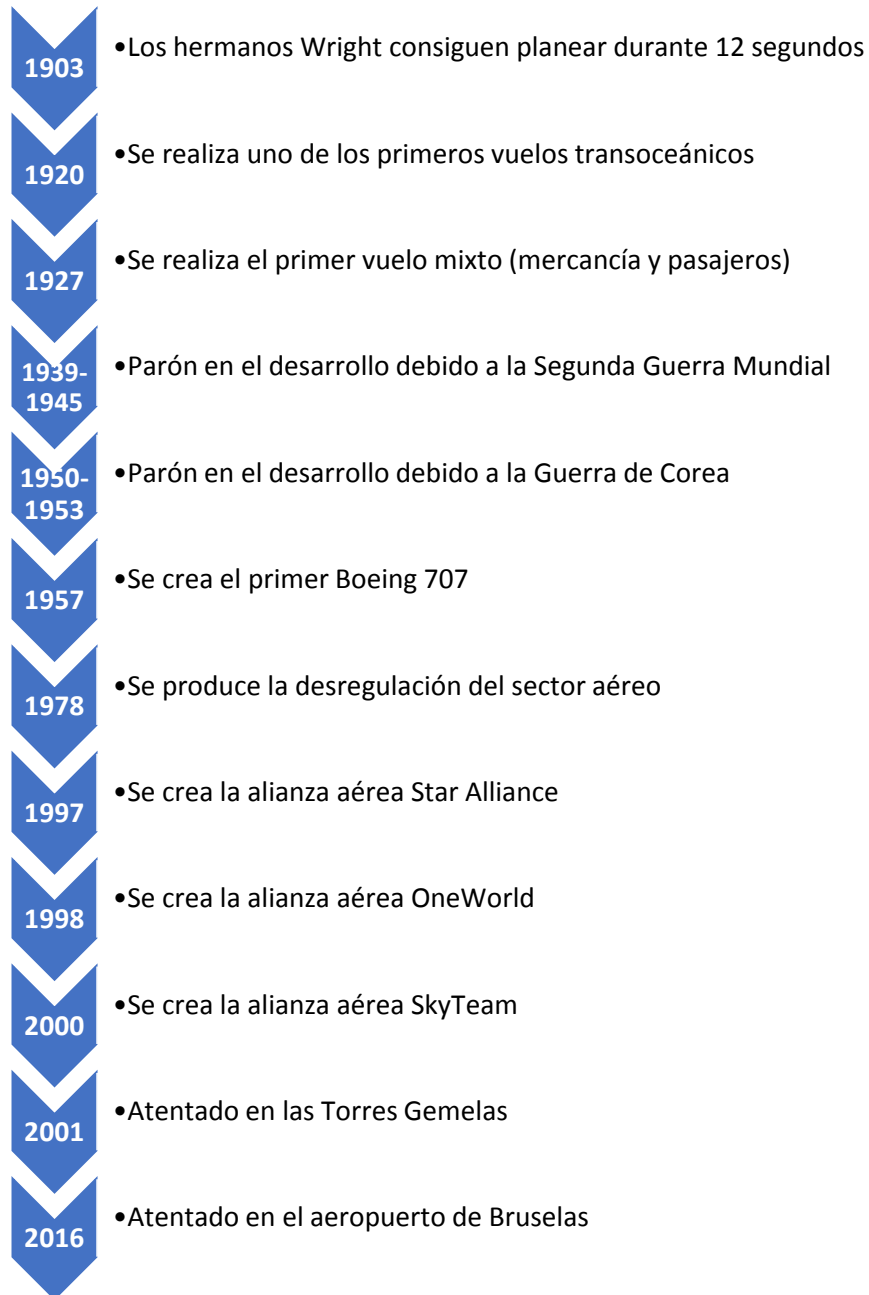 1903
•Los hermanos Wright consiguen planear durante 12 segundos
1920
•Se realiza uno de los primeros vuelos transoceánicos
1927
•Se realiza el primer vuelo mixto (mercancía y pasajeros)
1939-
1945
•Parón en el desarrollo debido a la Segunda Guerra Mundial
1950-
1953
•Parón en el desarrollo debido a la Guerra de Corea
1957
•Se crea el primer Boeing 707
1978
•Se produce la desregulación del sector aéreo
1997
•Se crea la alianza aérea Star Alliance
1998
•Se crea la alianza aérea OneWorld
2000
•Se crea la alianza aérea SkyTeam
2001
•Atentado en las Torres Gemelas
2016
•Atentado en el aeropuerto de Bruselas